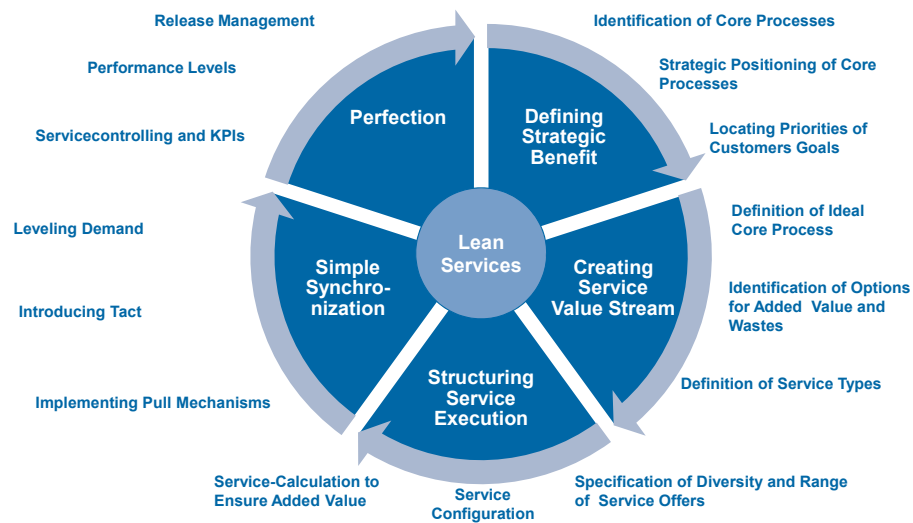 Release Management
Identification of Core Processes
Performance Levels
Strategic Positioning of Core
Processes
Perfection
Defining
Strategic
Benefit
Servicecontrolling and KPIs
Locating Priorities of
Customers Goals
Leveling Demand
Definition of Ideal
Core Process
Lean
Services
Simple
Synchro-
nization
Creating
Service
Value Stream
Introducing Tact
Identification of Options
for Added Value and
Wastes
Structuring
Service
Execution
Definition of Service Types
Implementing Pull Mechanisms
Service-Calculation to
Ensure Added Value
Service
Configuration
Specification of Diversity and Range
of Service Offers